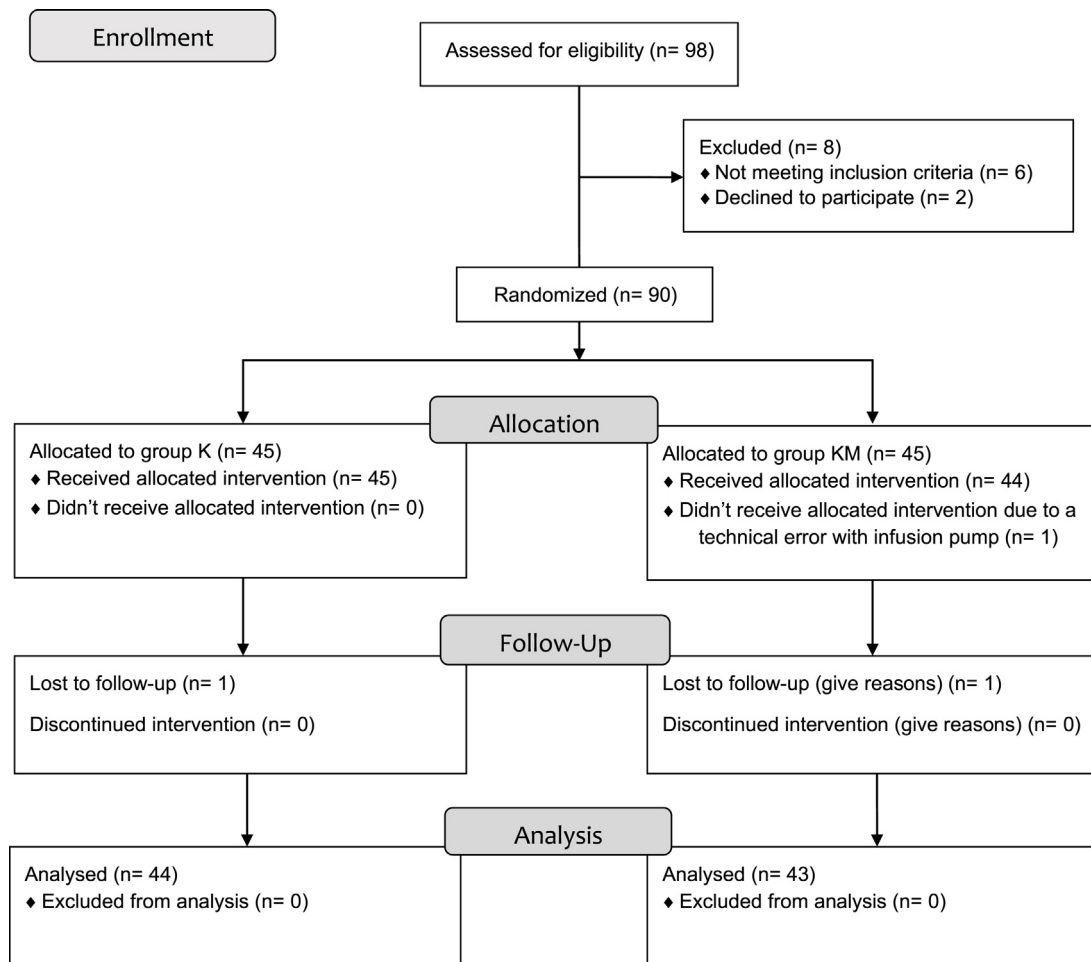 Enrollment
Assessed for eligibility (n= 98)
Excluded (n= 8)
♦ Not meeting inclusion criteria (n= 6)
♦ Declined to participate (n= 2)
Randomized (n= 90)
Allocation
Allocated to group K (n= 45)
♦ Received allocated intervention (n= 45)
♦ Didn’t receive allocated intervention (n= 0)
Allocated to group KM (n= 45)
♦ Received allocated intervention (n= 44)
♦ Didn’t receive allocated intervention due to a
technical error with infusion pump (n= 1)
Follow-Up
Lost to follow-up (n= 1)
Discontinued intervention (n= 0)
Lost to follow-up (give reasons) (n= 1)
Discontinued intervention (give reasons) (n= 0)
Analysis
Analysed (n= 44)
♦ Excluded from analysis (n= 0)
Analysed (n= 43)
♦ Excluded from analysis (n= 0)